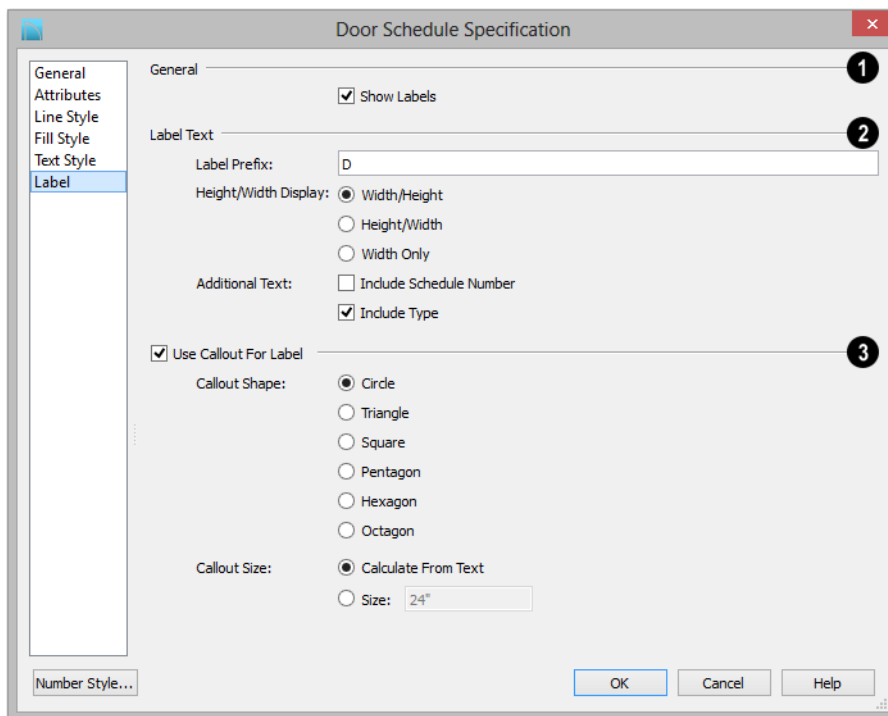 Door Schedule Specification
General
Attributes
Line Style
Fill Style
Text Style
Label
General
1
Show Labels
Label Text
2
Label Prefix: D
Height/Width Display: Width/Height
Height/Width
Width Only
Additional Text: Include Schedule Number
Include Type
Use Callout For Label
3
Callout Shape: Circle
Triangle
Square
Pentagon
Hexagon
Octagon
Callout Size: Calculate From Text
Size: 24"
Number Style...
OK
Cancel
Help